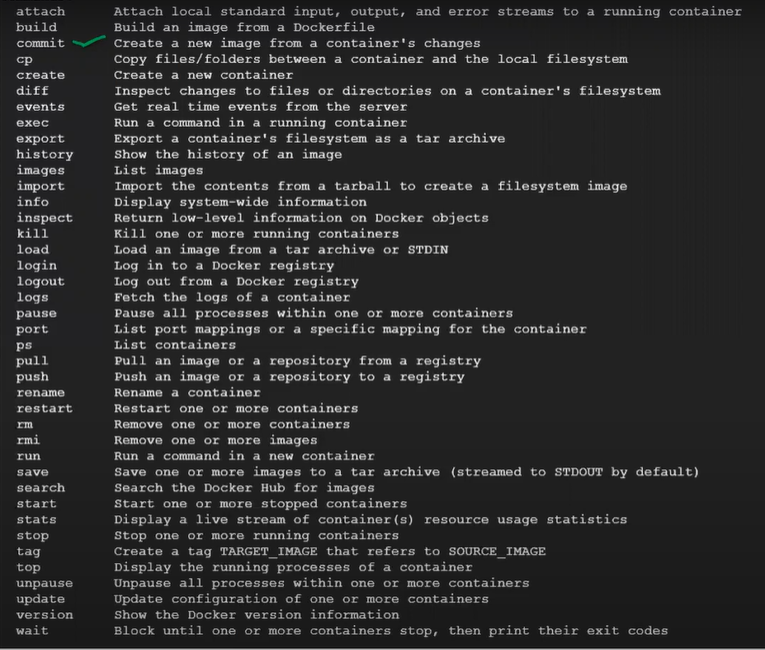 attach Attach local standard input, output, and error streams to a running container
build Build an image from a Dockerfile
commit Create a new image from a container's changes
cp Copy files/folders between a container and the local filesystem
create Create a new container
diff Inspect changes to files or directories on a container's filesystem
events Get real time events from the server
exec Run a command in a running container
export Export a container's filesystem as a tar archive
history Show the history of an image
images List images
import Import the contents from a tarball to create a filesystem image
info Display system-wide information
inspect Return low-level information on Docker objects
kill Kill one or more running containers
load Load an image from a tar archive or STDIN
login Log in to a Docker registry
logout Log out from a Docker registry
logs Fetch the logs of a container
pause Pause all processes within one or more containers
port List port mappings or a specific mapping for the container
ps List containers
pull Pull an image or a repository from a registry
push Push an image or a repository to a registry
rename Rename a container
restart Restart one or more containers
rm Remove one or more containers
rmi Remove one or more images
run Run a command in a new container
save Save one or more images to a tar archive (streamed to STDOUT by default)
search Search the Docker Hub for images
start Start one or more stopped containers
stats Display a live stream of container(s) resource usage statistics
stop Stop one or more running containers
tag Create a tag TARGET_IMAGE that refers to SOURCE_IMAGE
top Display the running processes of a container
unpause Unpause all processes within one or more containers
update Update configuration of one or more containers
version Show the Docker version information
wait Block until one or more containers stop, then print their exit codes